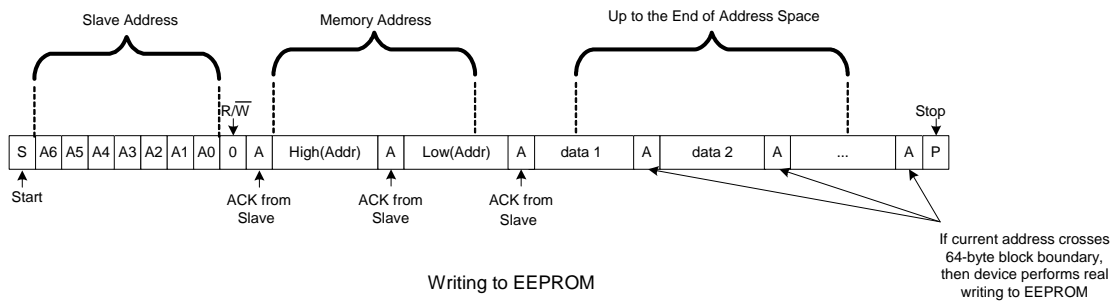 Slave Address
Memory Address
Up to the End of Address Space
R/W
Stop
S A6 A5 A4 A3 A2 A1 A0 0 A High(Addr) A Low(Addr) A data 1 A data 2 A ... A P
Start
ACK from
Slave
ACK from
Slave
ACK from
Slave
If current address crosses
64-byte block boundary,
then device performs real
writing to EEPROM
Writing to EEPROM